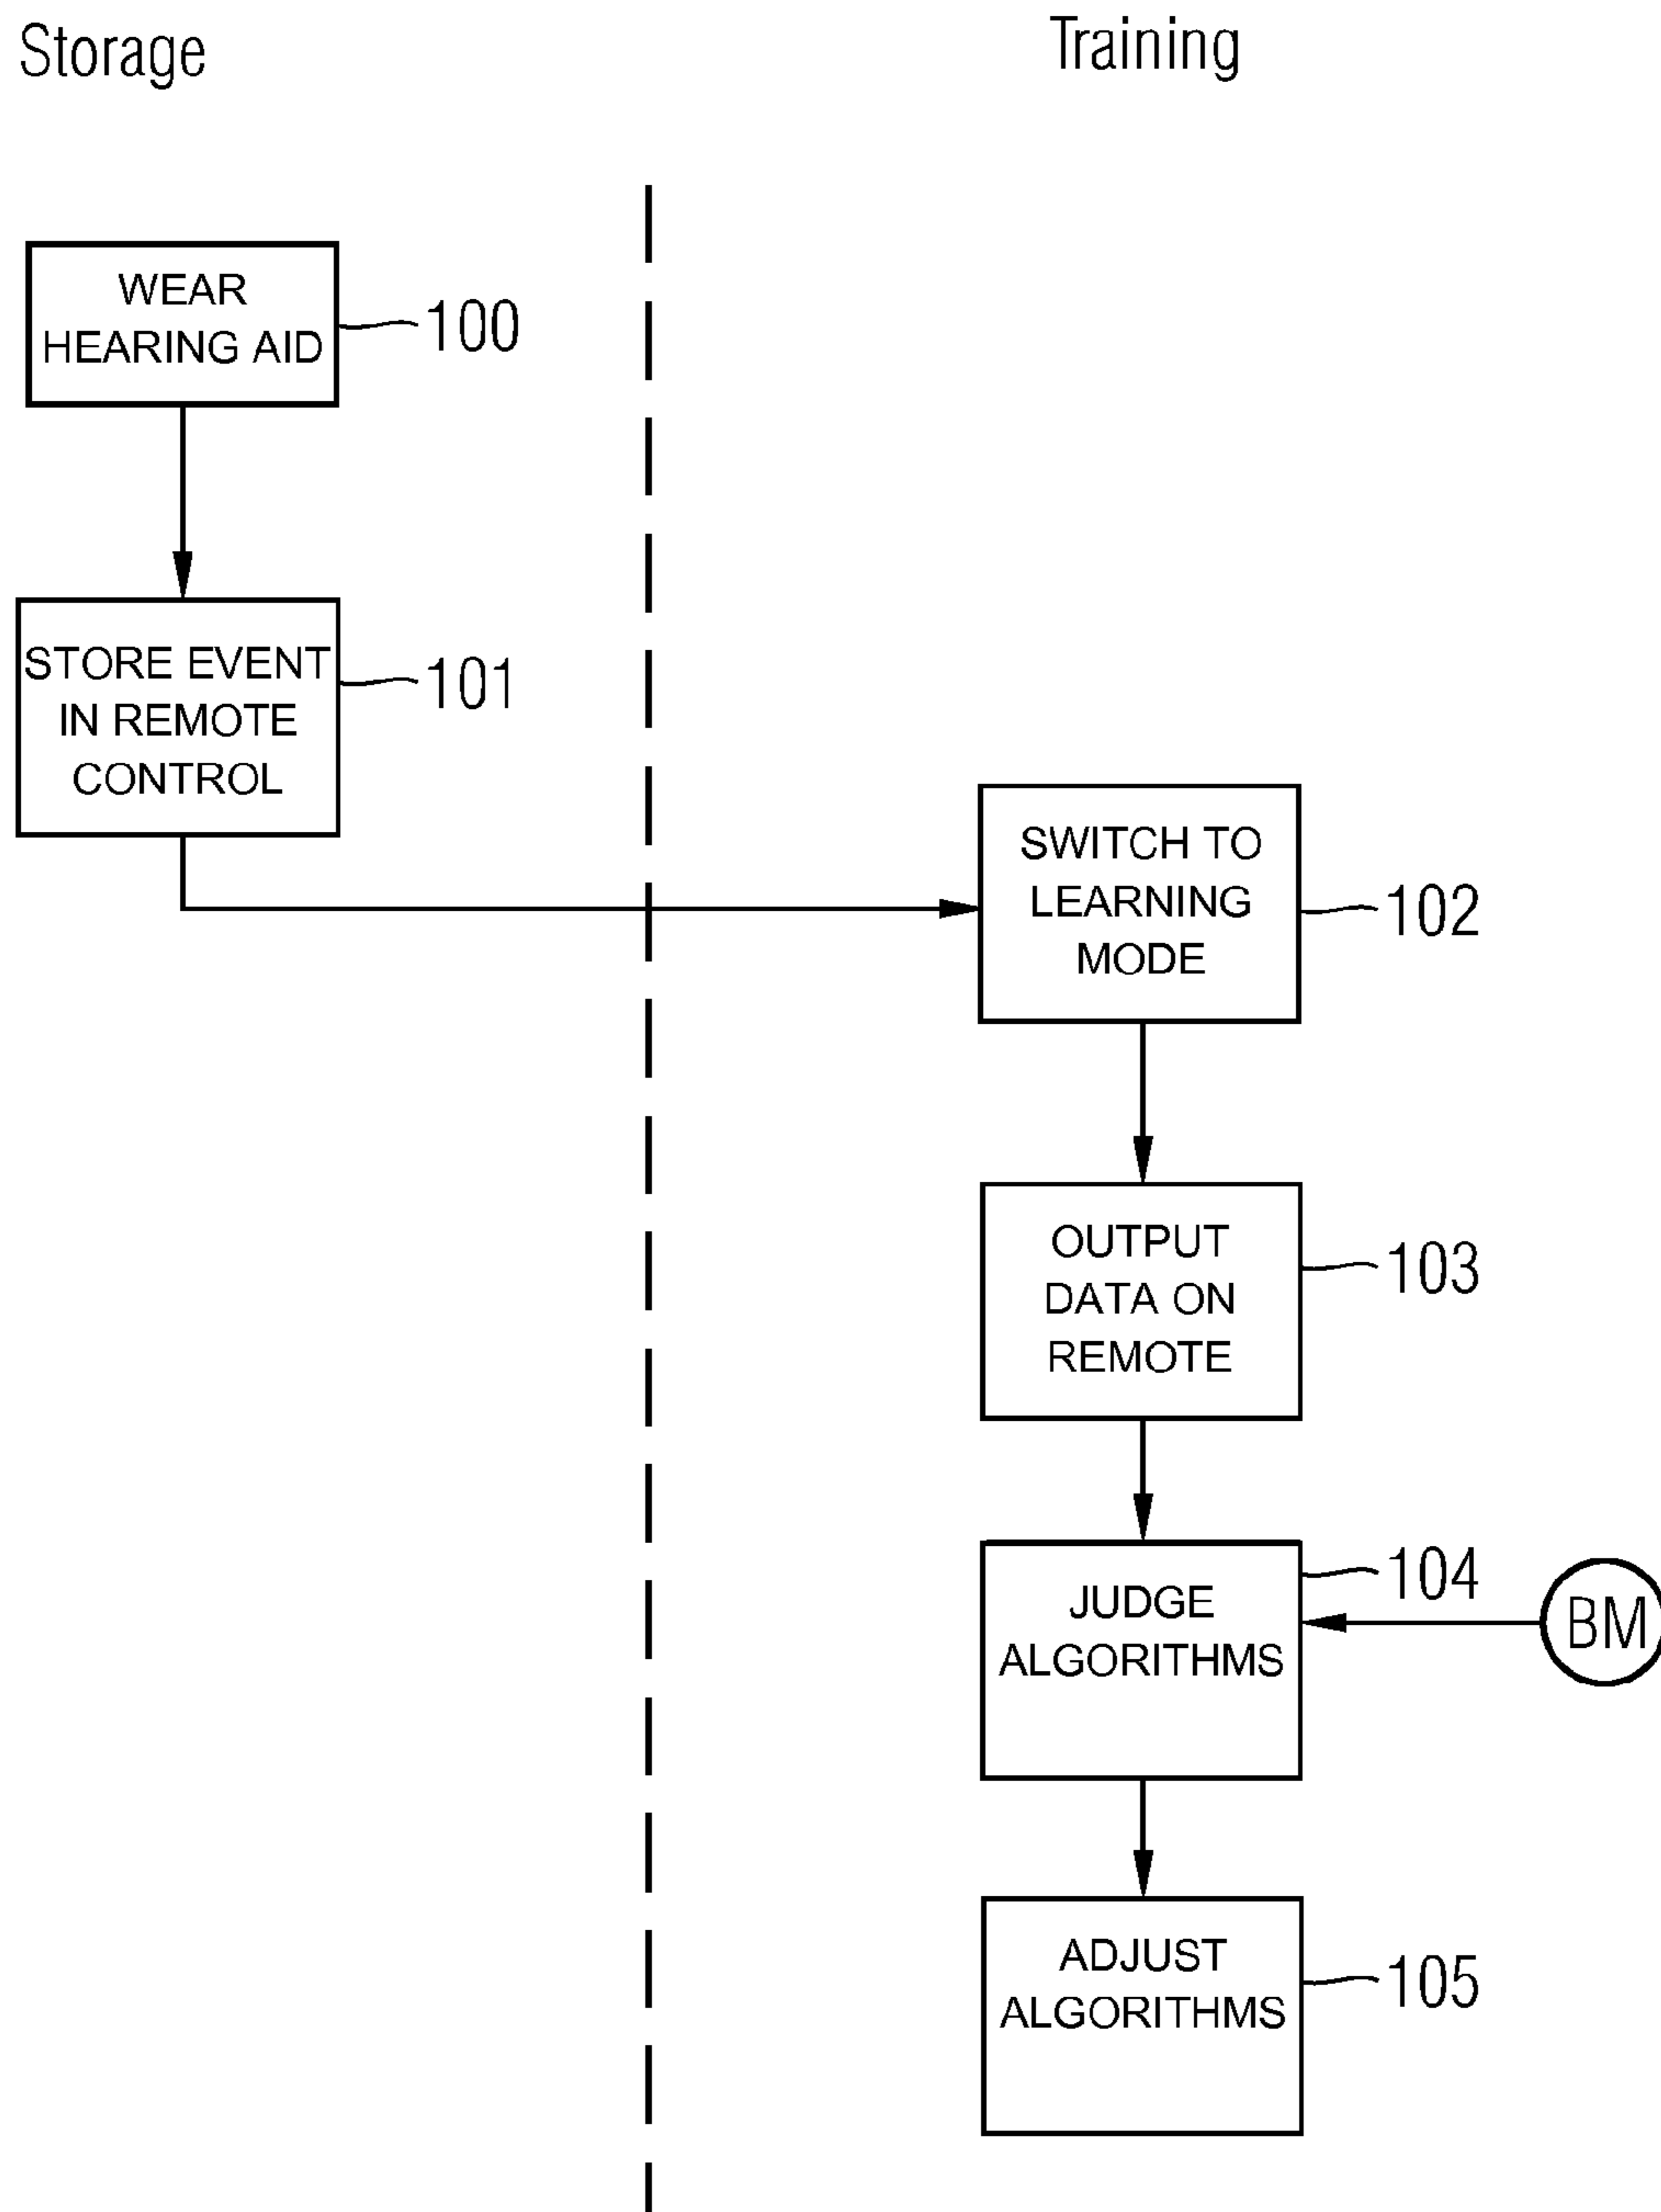 Storage
Training
WEAR
HEARING AID
100
STORE EVENT
IN REMOTE
CONTROL
101
SWITCH TO
LEARNING
MODE
102
OUTPUT
DATA ON
REMOTE
103
JUDGE
ALGORITHMS
104
BM
ADJUST
ALGORITHMS
105